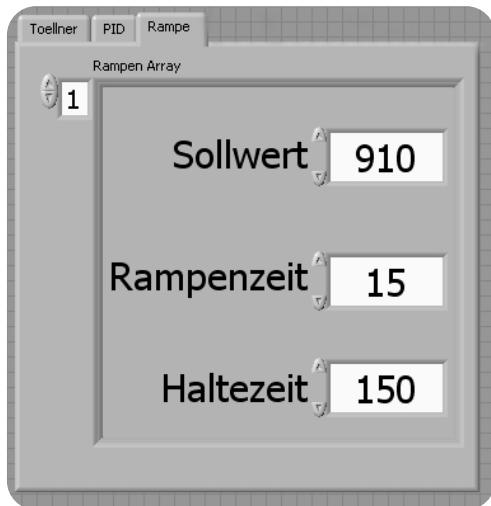 Toellner PID Rampe
Rampen Array
1
Sollwert 910
Rampenzeit 15
Haltezeit 150